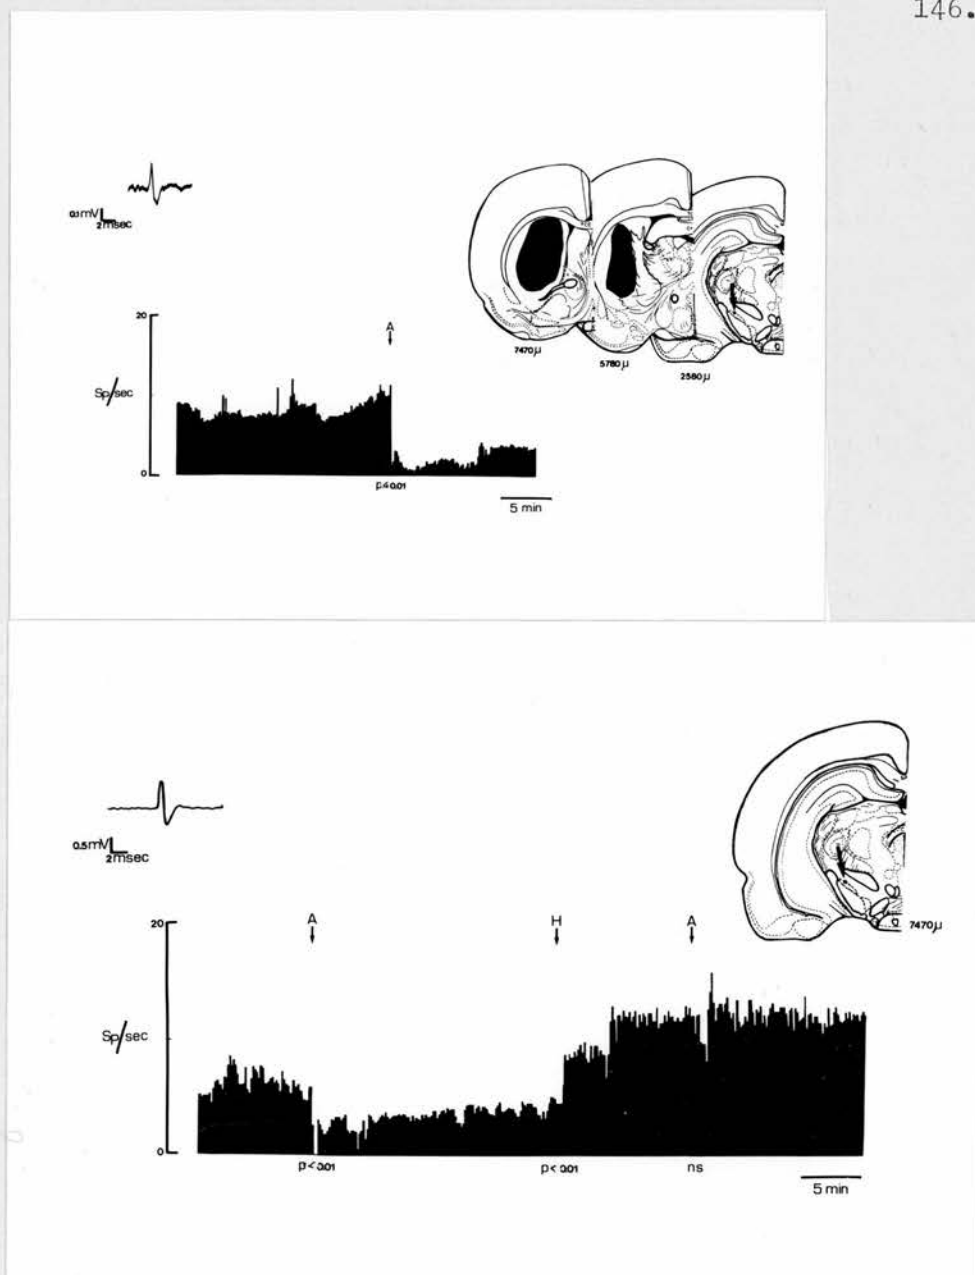 146.
0.1mV
2msec
20
A
Sp/sec
0
p<0.01
5 min
7470μ
5780μ
2580μ
0.5mV
2msec
7470μ
20
A
H
A
Sp/sec
0
p<0.01
p<0.01
ns
5 min